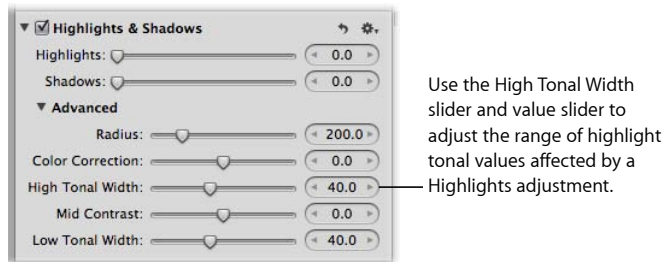 Highlights & Shadows
Highlights: 0.0
Shadows: 0.0
Advanced
Radius: 200.0
Color Correction: 0.0
High Tonal Width: 40.0
Mid Contrast: 0.0
Low Tonal Width: 40.0
Use the High Tonal Width
slider and value slider to
adjust the range of highlight
tonal values affected by a
Highlights adjustment.